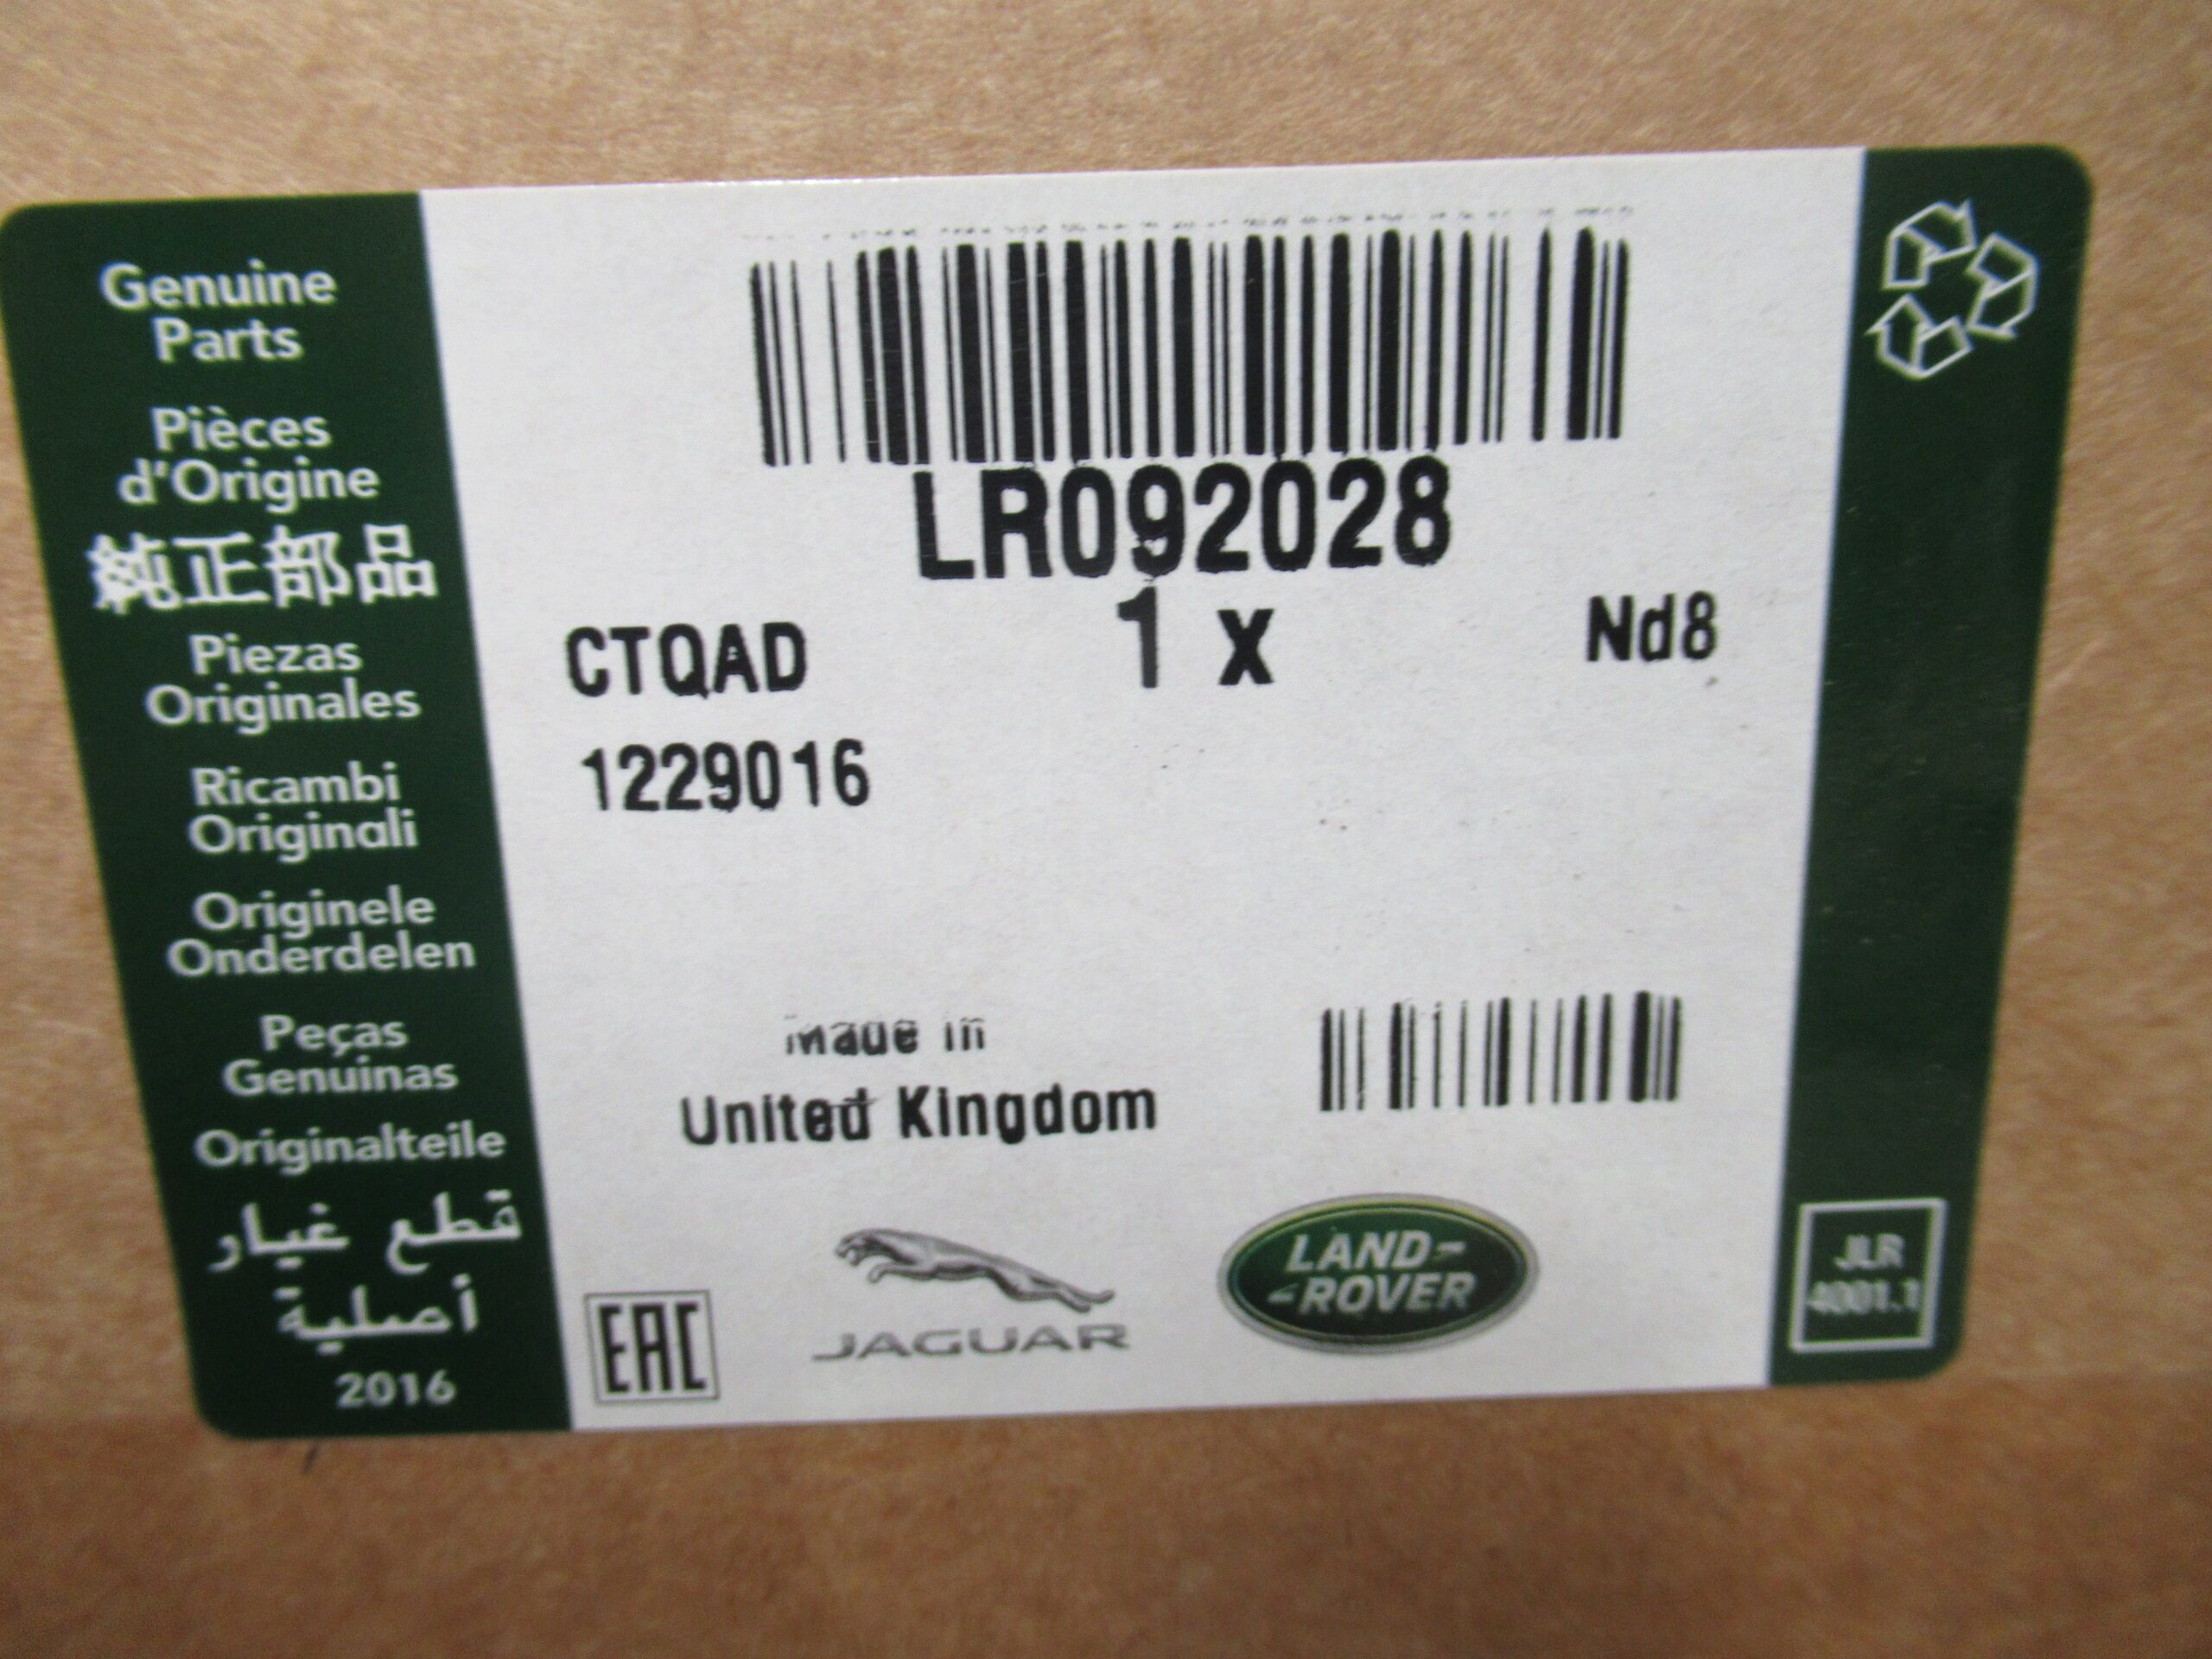 Genuine
Parts
Pièces
d'Origine
純正部品
Piezas
Originales
Ricambi
Originali
Originele
Onderdelen
Peças
Genuinas
Originalteile
قطع غيار
أصلية
2016
LR092028
CTQAD 1 x Nd8
1229016
Made in
United Kingdom
EAC
JAGUAR
LAND-
-ROVER
JLR
4001.1